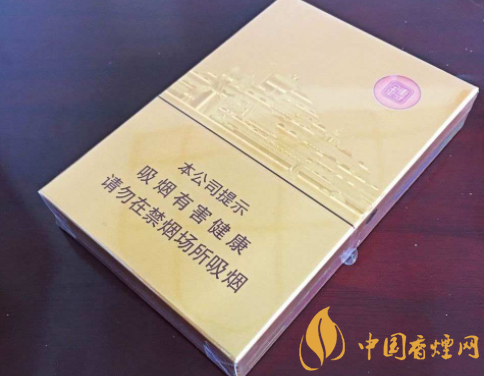 本公司提示
吸烟有害健康
请勿在禁烟场所吸烟
中国香烟网